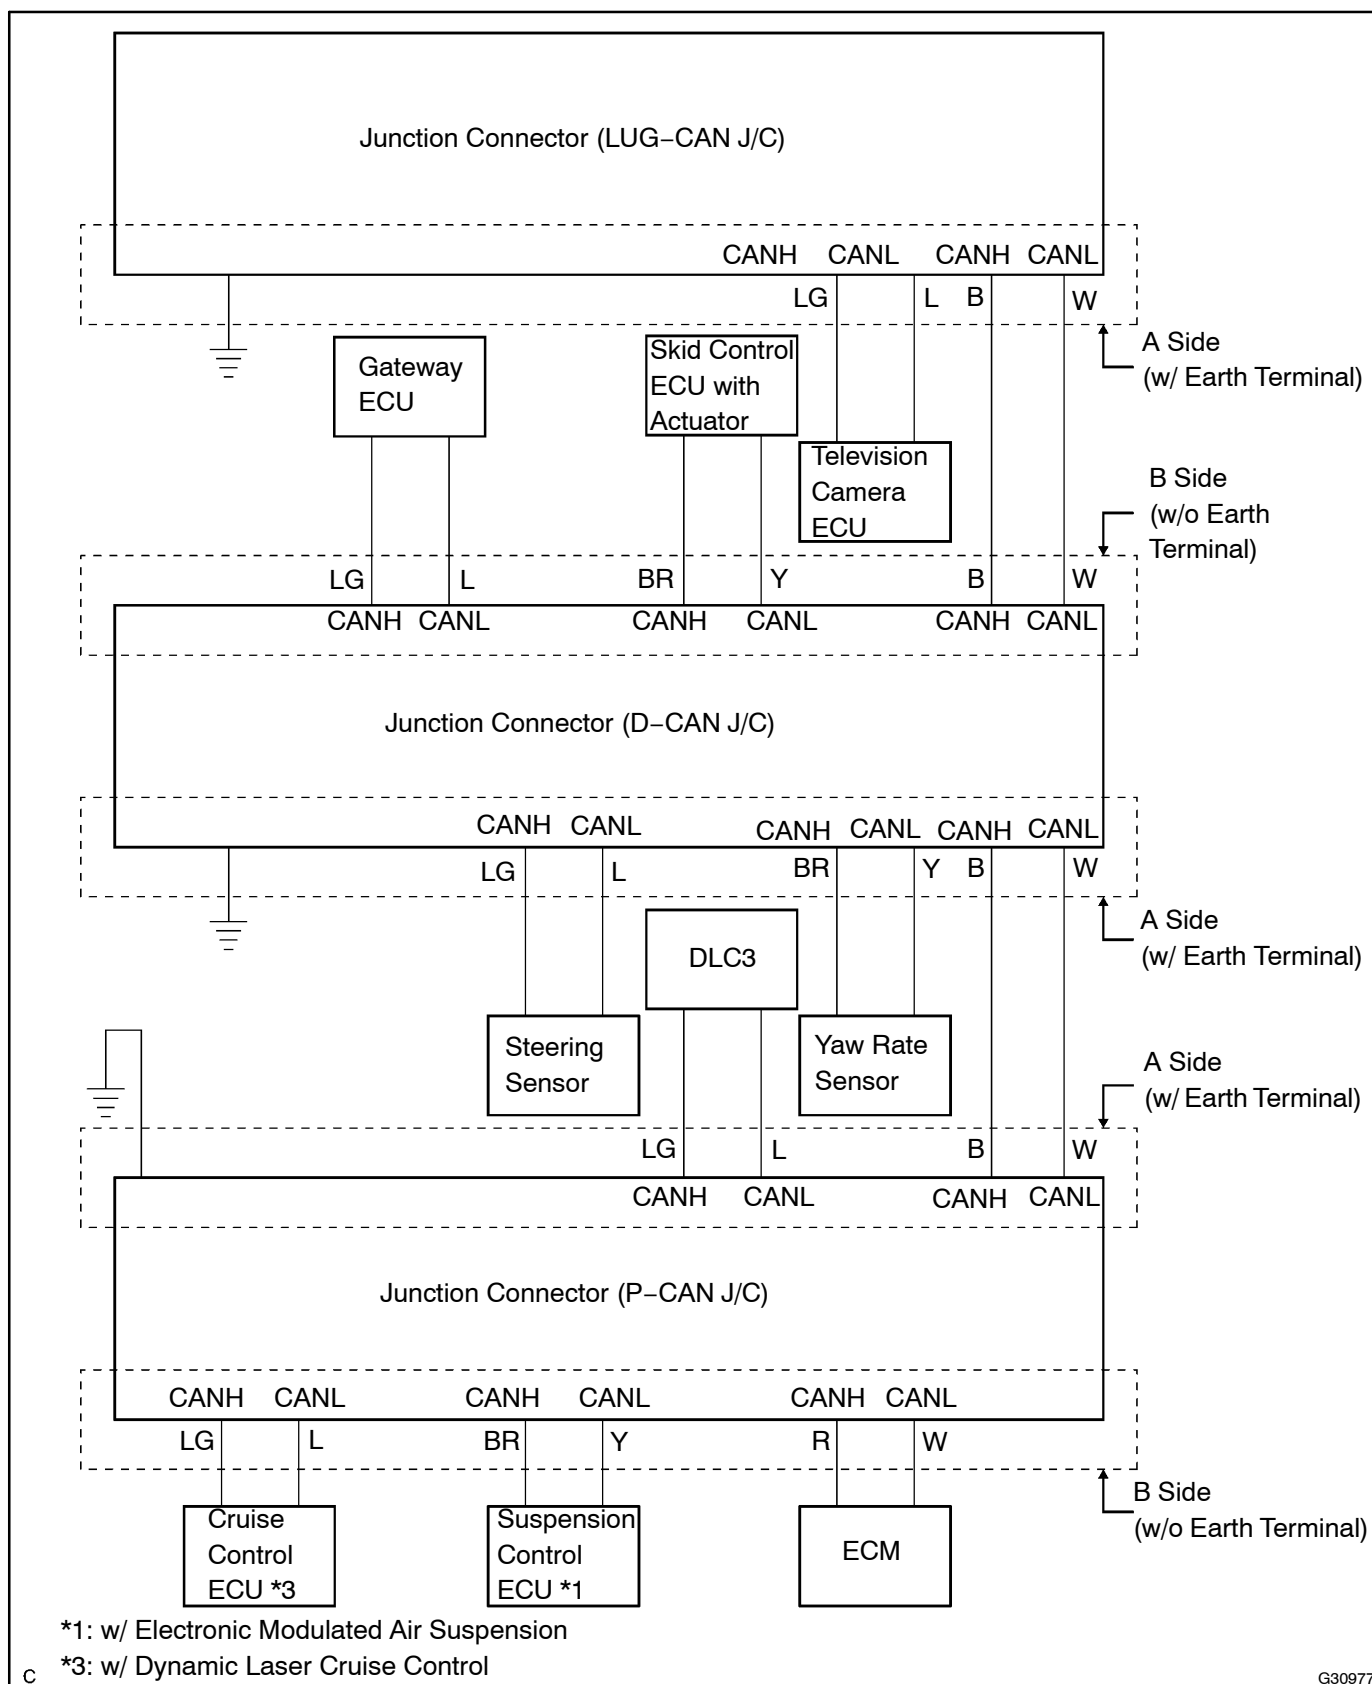 Junction Connector (LUG−CAN J/C)
CANH CANL CANH CANL
LG L B W
A Side
(w/ Earth Terminal)
Gateway
ECU
Skid Control
ECU with
Actuator
Television
Camera
ECU
B Side
(w/o Earth
Terminal)
LG L BR Y B W
CANH CANL CANH CANL CANH CANL
Junction Connector (D−CAN J/C)
CANH CANL CANH CANL CANH CANL
LG L BR Y B W
A Side
(w/ Earth Terminal)
DLC3
Steering
Sensor
Yaw Rate
Sensor
A Side
(w/ Earth Terminal)
LG L B W
CANH CANL CANH CANL
Junction Connector (P−CAN J/C)
CANH CANL CANH CANL CANH CANL
LG L BR Y R W
B Side
(w/o Earth Terminal)
Cruise
Control
ECU *3
Suspension
Control
ECU *1
ECM
*1: w/ Electronic Modulated Air Suspension
*3: w/ Dynamic Laser Cruise Control
C
G30977